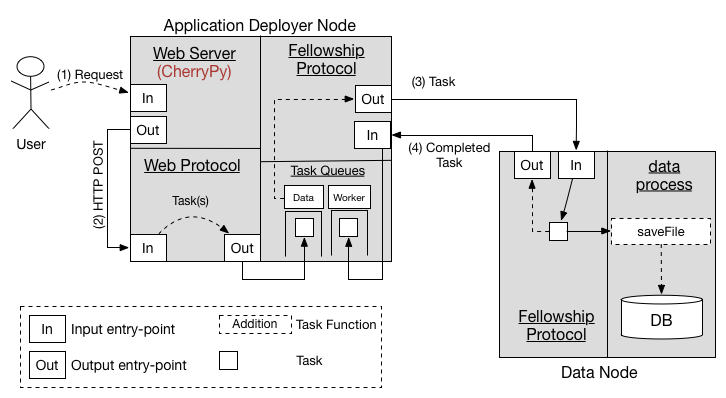 Application Deployer Node
Web Server
(CherryPy)
Fellowship
Protocol
(1) Request
In
Out
User
Out
In
(3) Task
(4) Completed
Task
(2) HTTP POST
Web Protocol
Task(s)
In
Out
Task Queues
Data
Worker
Out
In
data
process
saveFile
DB
Fellowship
Protocol
Data Node
In
Input entry-point
Addition
Task Function
Out
Output entry-point
Task